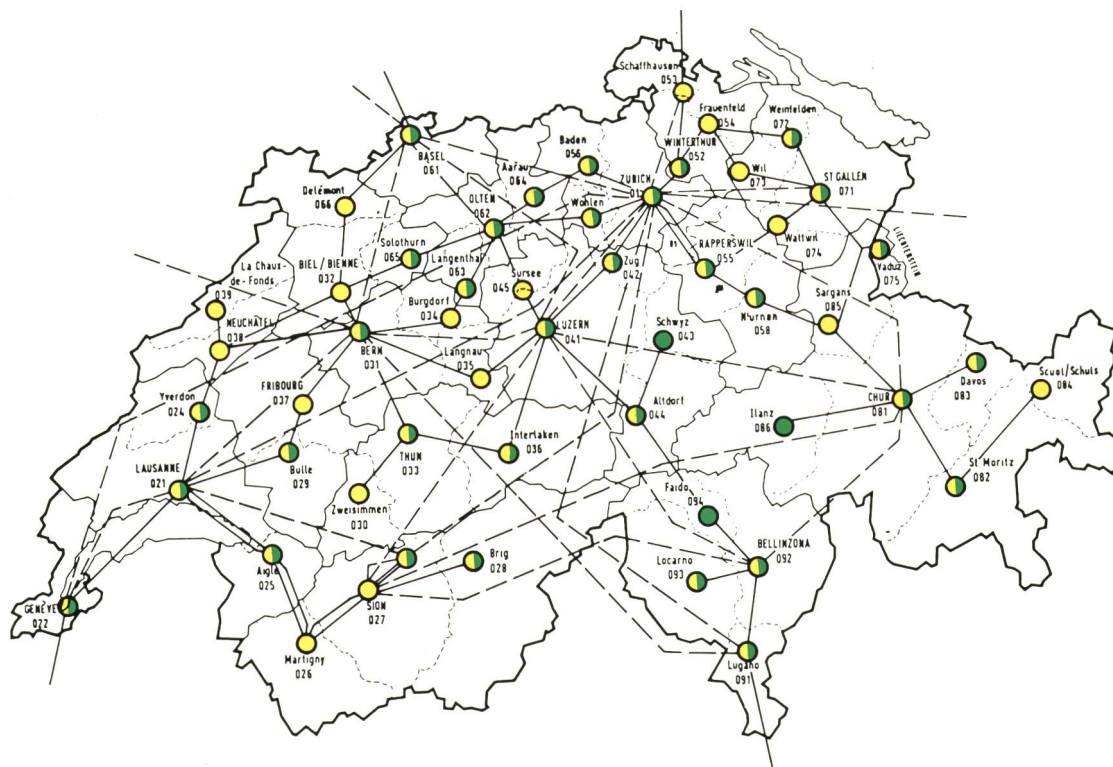 Schaffhausen
053
Frauenfeld
054
Weinfelden
072
BASEL
061
Baden
056
WINTERTHUR
052
Aarau
064
ZURICH
01
Wil
073
ST GALLEN
071
Delémont
066
OLTEN
062
Wohlen
Wattwil
074
LIECHTENSTEIN
Vaduz
075
Solothurn
065
Langenthal
063
Sursee
045
Zug
042
RAPPERSWIL
055
La Chaux-
de-Fonds
039
BIEL / BIENNE
032
Burgdorf
034
058
Sargans
085
NEUCHÂTEL
038
BERN
031
LUZERN
041
Schwyz
043
Langnau
035
Davos
083
Scuol/Schuls
084
FRIBOURG
037
Yverdon
024
Altdorf
044
Ilanz
086
CHUR
081
Interlaken
036
THUN
033
Bulle
029
LAUSANNE
021
St. Moritz
082
Zweisimmen
030
Faido
094
Aigle
025
Brig
028
BELLINZONA
092
Locarno
093
SION
027
GENÈVE
022
Martigny
026
Lugano
091